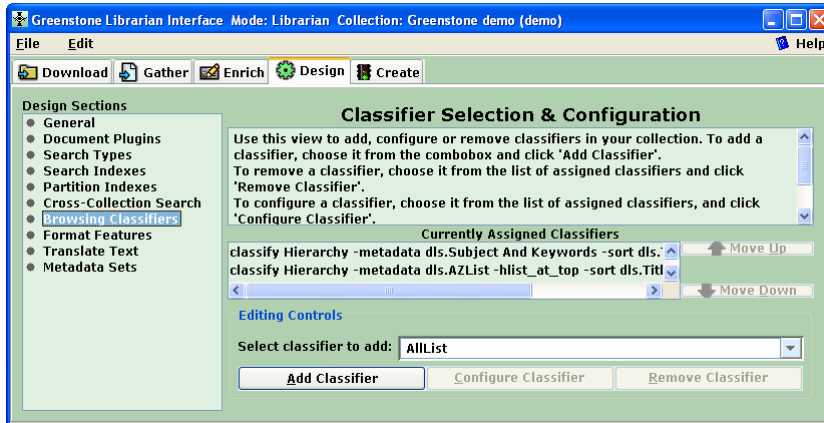 Greenstone Librarian Interface Mode: Librarian Collection: Greenstone demo (demo)
File Edit Help
Download Gather Enrich Design Create
Design Sections
General
Document Plugins
Search Types
Search Indexes
Partition Indexes
Cross-Collection Search
Browsing Classifiers
Format Features
Translate Text
Metadata Sets
Classifier Selection & Configuration
Use this view to add, configure or remove classifiers in your collection. To add a
classifier, choose it from the combobox and click 'Add Classifier'.
To remove a classifier, choose it from the list of assigned classifiers and click
'Remove Classifier'.
To configure a classifier, choose it from the list of assigned classifiers, and click
'Configure Classifier'.
Currently Assigned Classifiers
classify Hierarchy -metadata dls.Subject And Keywords -sort dls.
classify Hierarchy -metadata dls.AZList -hlist_at_top -sort dls.Titl
Move Up
Move Down
Editing Controls
Select classifier to add: AllList
Add Classifier Configure Classifier Remove Classifier